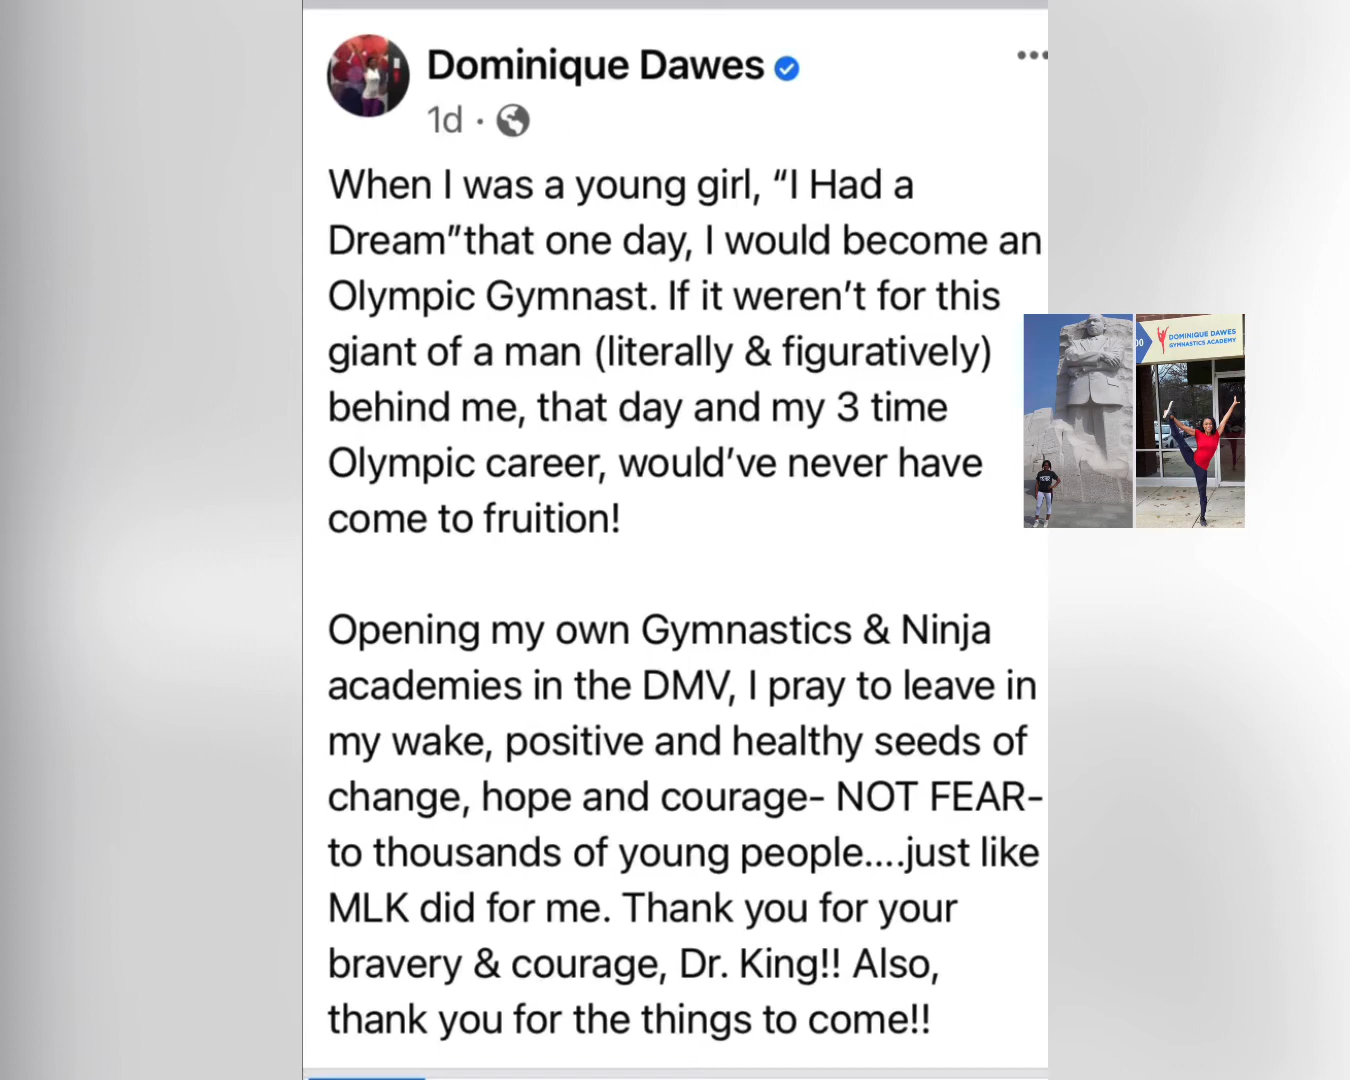 Dominique Dawes
1d ·
When I was a young girl, “I Had a
Dream”that one day, I would become an
Olympic Gymnast. If it weren’t for this
giant of a man (literally & figuratively)
behind me, that day and my 3 time
Olympic career, would’ve never have
come to fruition!
Opening my own Gymnastics & Ninja
academies in the DMV, I pray to leave in
my wake, positive and healthy seeds of
change, hope and courage- NOT FEAR-
to thousands of young people....just like
MLK did for me. Thank you for your
bravery & courage, Dr. King!! Also,
thank you for the things to come!!
DOMINIQUE DAWES
GYMNASTICS ACADEMY